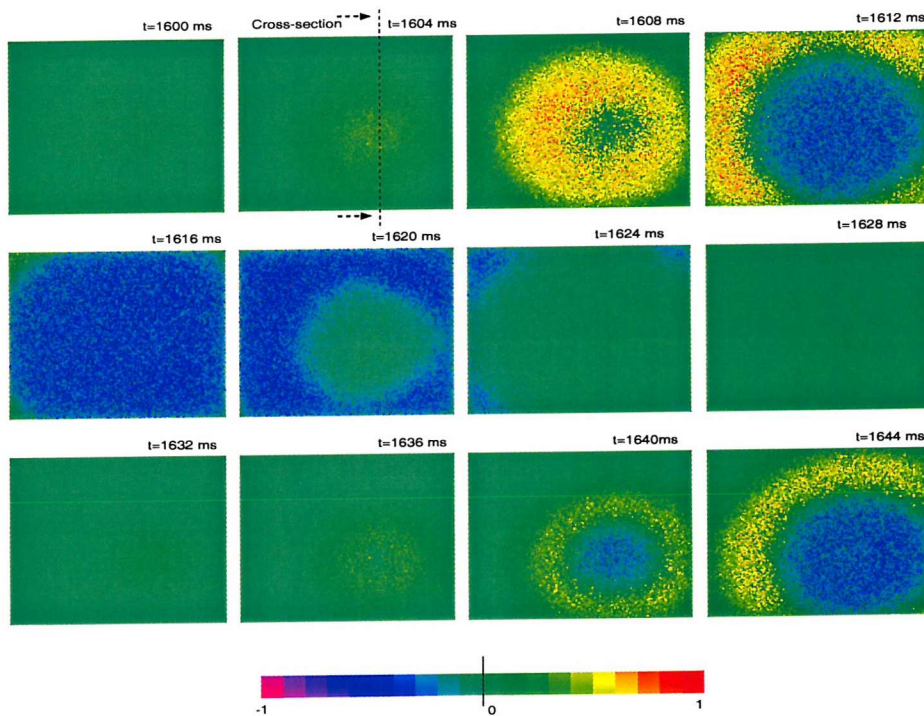 t=1600 ms
Cross-section
t=1604 ms
t=1608 ms
t=1612 ms
t=1616 ms
t=1620 ms
t=1624 ms
t=1628 ms
t=1632 ms
t=1636 ms
t=1640ms
t=1644 ms
-1
0
1